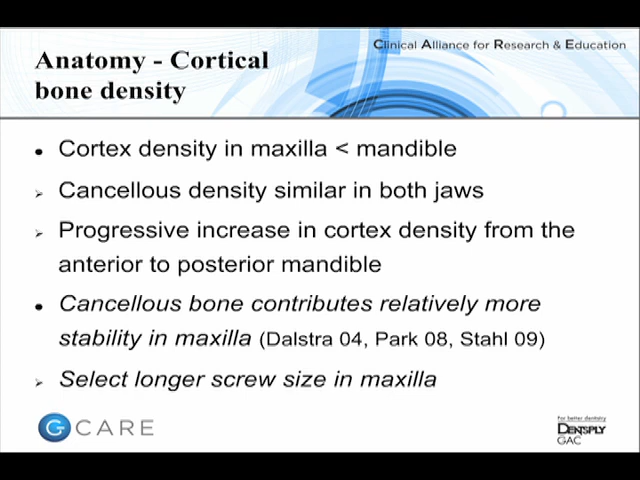 Clinical Alliance for Research & Education
Anatomy - Cortical
bone density
• Cortex density in maxilla < mandible
➢ Cancellous density similar in both jaws
➢ Progressive increase in cortex density from the
anterior to posterior mandible
• Cancellous bone contributes relatively more
stability in maxilla (Dalstra 04, Park 08, Stahl 09)
➢ Select longer screw size in maxilla
G CARE
For better dentistry
DENTSPLY
GAC